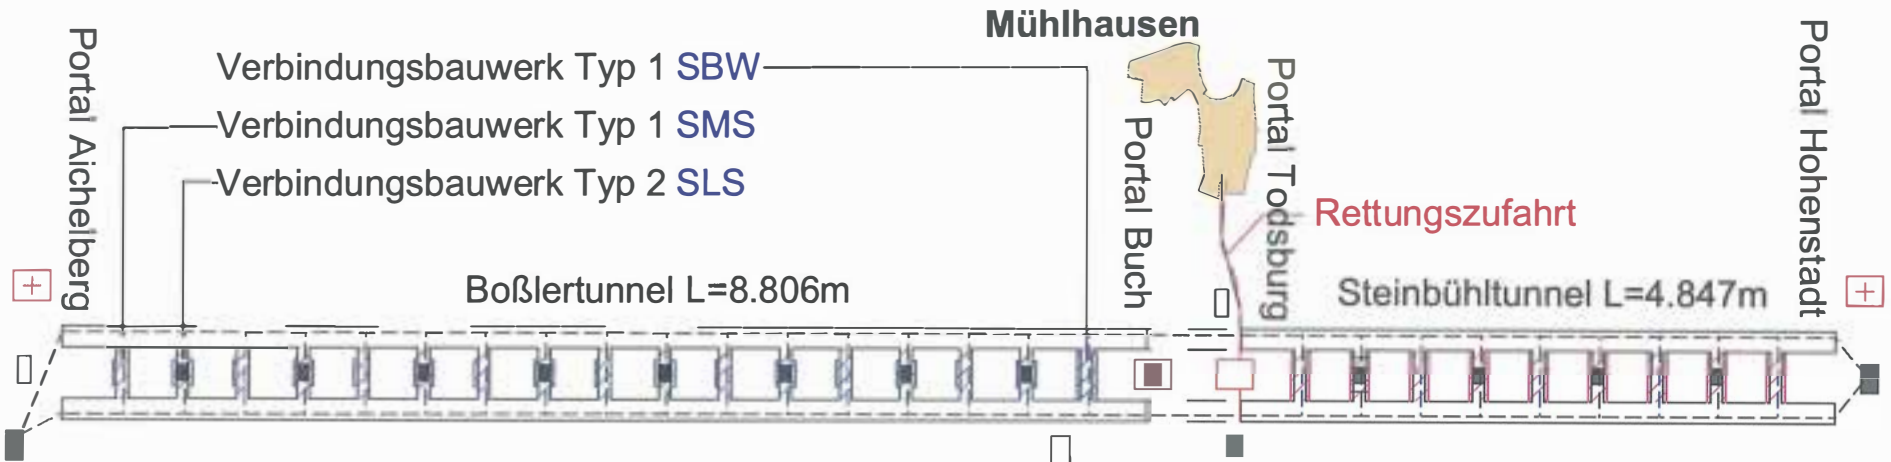 Mühlhausen
Portal Aichelberg
Verbindungsbauwerk Typ 1 SBW
Verbindungsbauwerk Typ 1 SMS
Verbindungsbauwerk Typ 2 SLS
Portal Buch
Portal Todsburg
Rettungszufahrt
Portal Hohenstadt
Boßlertunnel L=8.806m
Steinbühltunnel L=4.847m